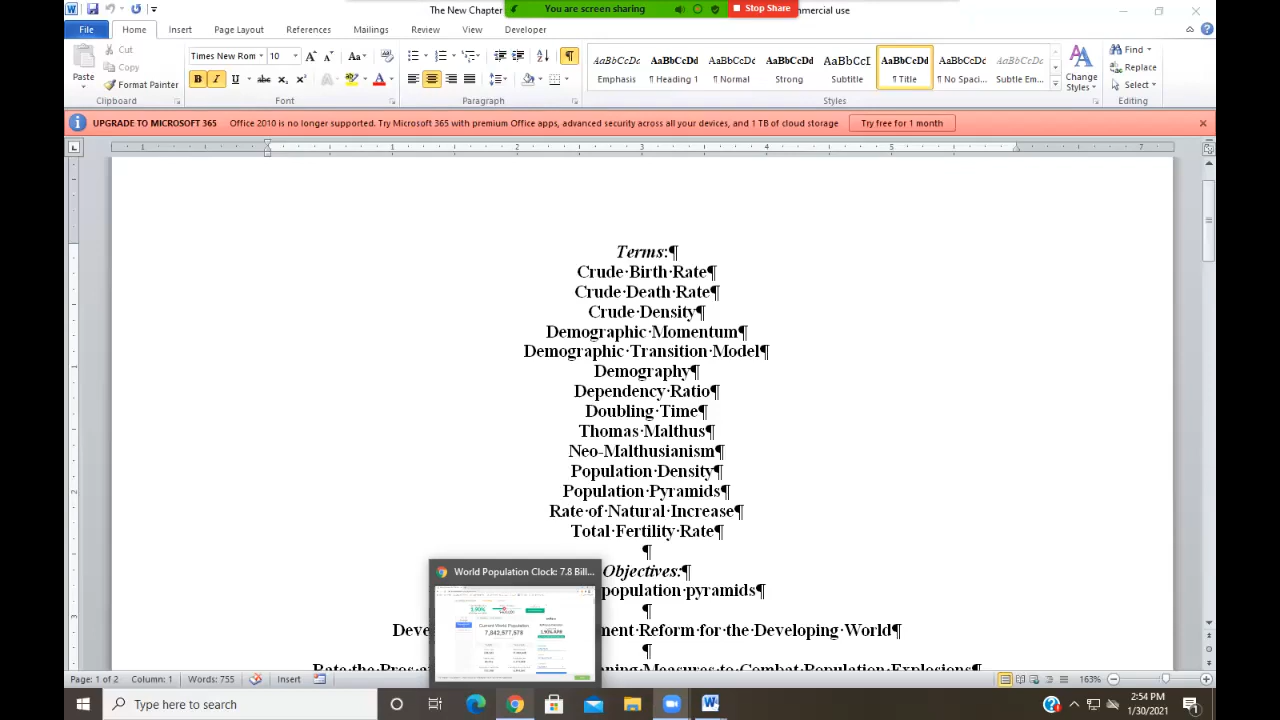 The New Chapter
You are screen sharing
Stop Share
mmercial use
File
Home
Insert
Page Layout
References
Mailings
Review
View
Developer
Paste
Cut
Copy
Format Painter
Clipboard
Times New Rom
10
B I U abc
Font
Paragraph
AaBbCcDc
Emphasis
AaBbCcDd
¶ Heading 1
AaBbCcDd
¶ Normal
AaBbCcDd
Strong
AaBbCcI
Subtitle
AaBbCcDd
¶ Title
AaBbCcDd
¶ No Spaci...
AaBbCcDd
Subtle Em...
Change Styles
Styles
Find
Replace
Select
Editing
UPGRADE TO MICROSOFT 365
Office 2010 is no longer supported. Try Microsoft 365 with premium Office apps, advanced security across all your devices, and 1 TB of cloud storage
Try free for 1 month
Terms:¶
Crude·Birth·Rate¶
Crude·Death·Rate¶
Crude·Density¶
Demographic·Momentum¶
Demographic·Transition·Model¶
Demography¶
Dependency·Ratio¶
Doubling·Time¶
Thomas·Malthus¶
Neo-Malthusianism¶
Population·Density¶
Population·Pyramids¶
Rate·of·Natural·Increase¶
Total·Fertility·Rate¶
¶
Objectives:¶
population·pyramids¶
¶
Deve
ment·Reform·for·the·Developing·World¶
¶
World Population Clock: 7.8 Bill...
Current World Population
Page: 1 of 2
Column: 1
Words: 755
163%
Type here to search
2:54 PM
1/30/2021